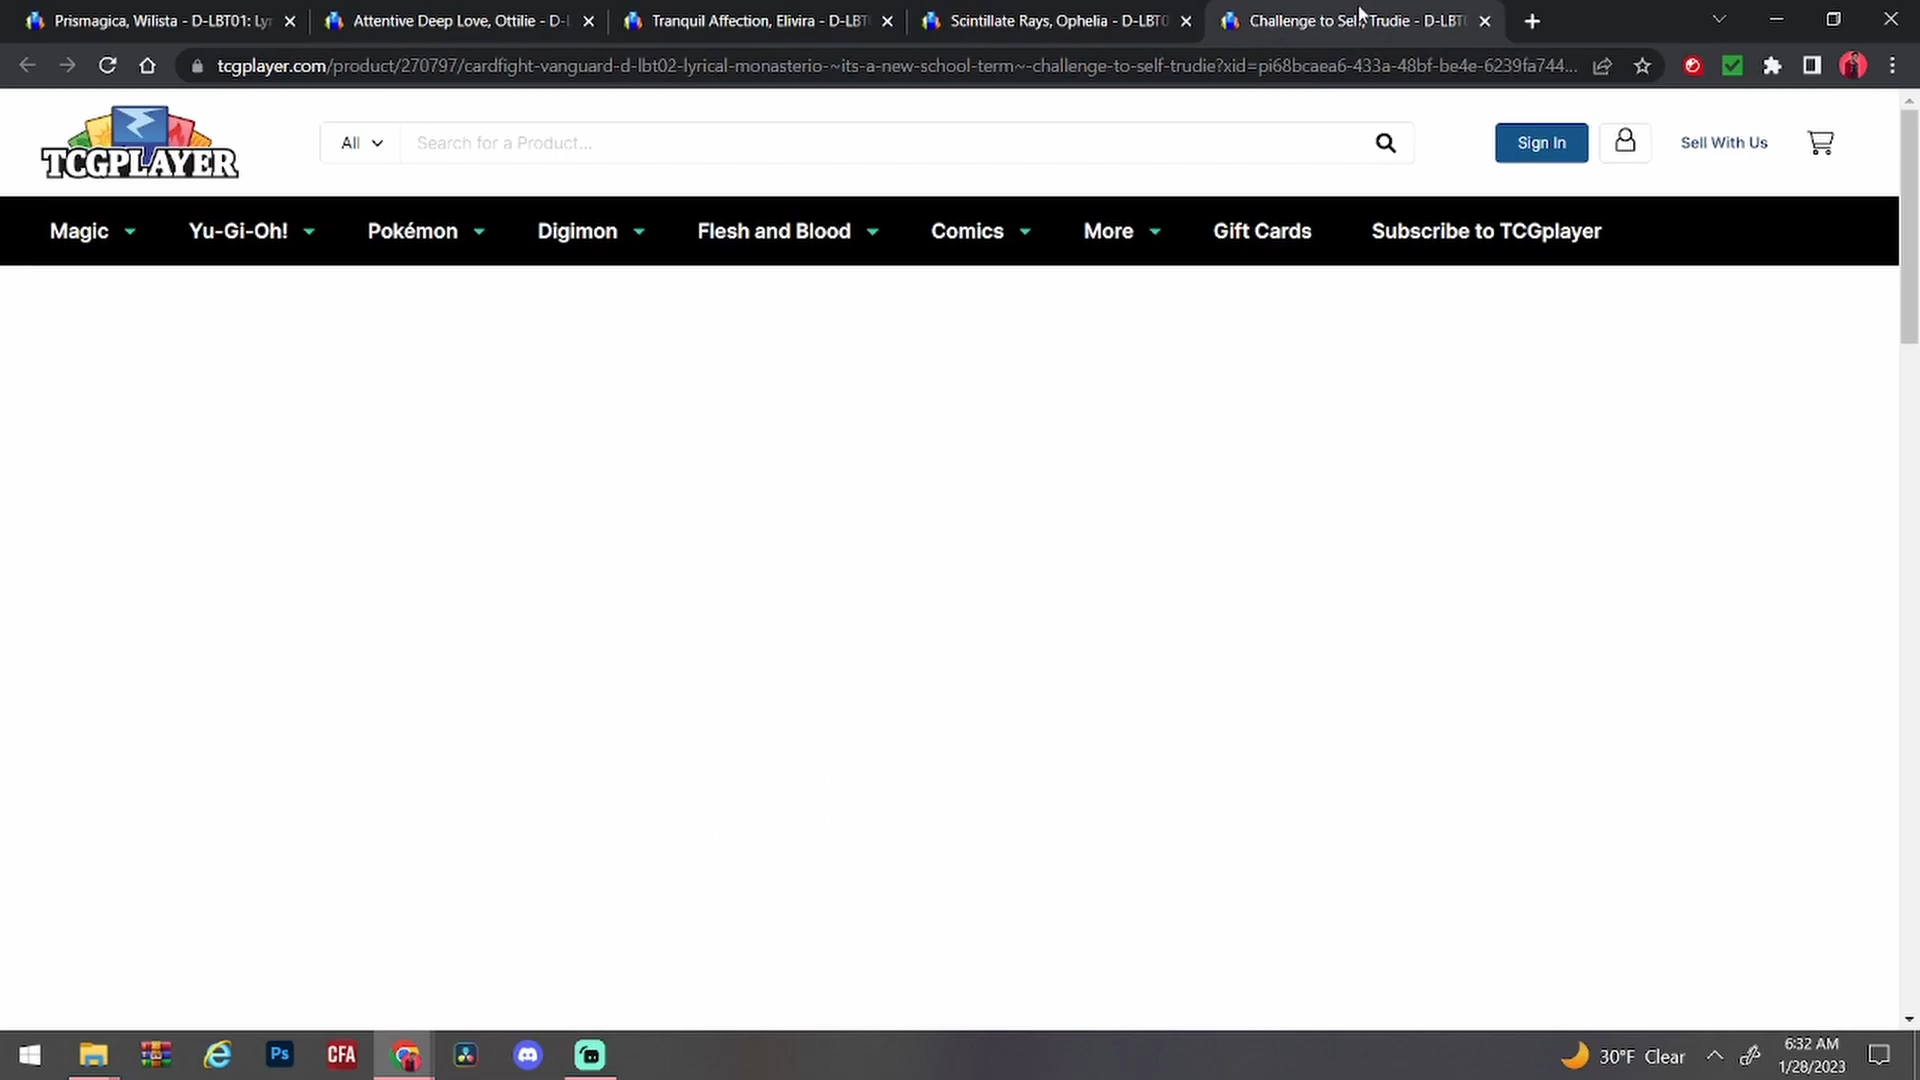 Prismagica, Wilista - D-LBT01: Lyr
Attentive Deep Love, Ottilie - D-L
Tranquil Affection, Elivira - D-LBT
Scintillate Rays, Ophelia - D-LBT0
Challenge to Self, Trudie - D-LBT0
tcgplayer.com/product/270797/cardfight-vanguard-d-lbt02-lyrical-monasterio-~its-a-new-school-term~-challenge-to-self-trudie?xid=pi68bcaea6-433a-48bf-be4e-6239fa744...
TCGPLAYER
All
Search for a Product...
Sign In
Sell With Us
Magic
Yu-Gi-Oh!
Pokémon
Digimon
Flesh and Blood
Comics
More
Gift Cards
Subscribe to TCGplayer
Ps
CFA
30°F Clear
6:32 AM
1/28/2023